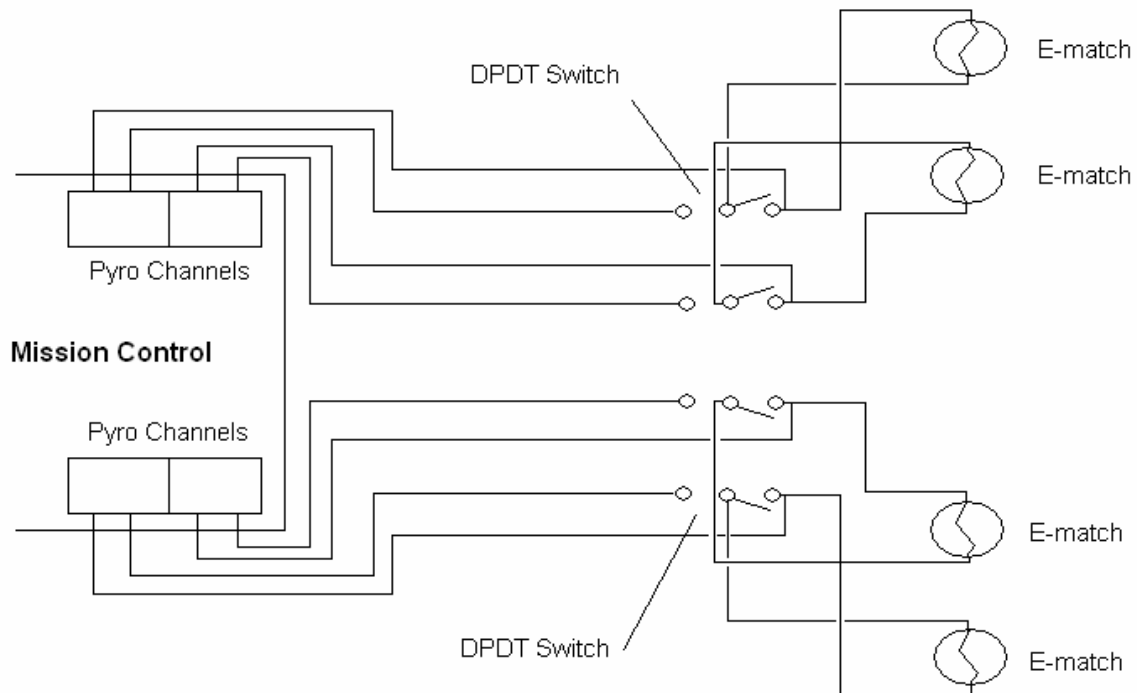 E-match
DPDT Switch
E-match
Pyro Channels
Mission Control
Pyro Channels
E-match
DPDT Switch
E-match